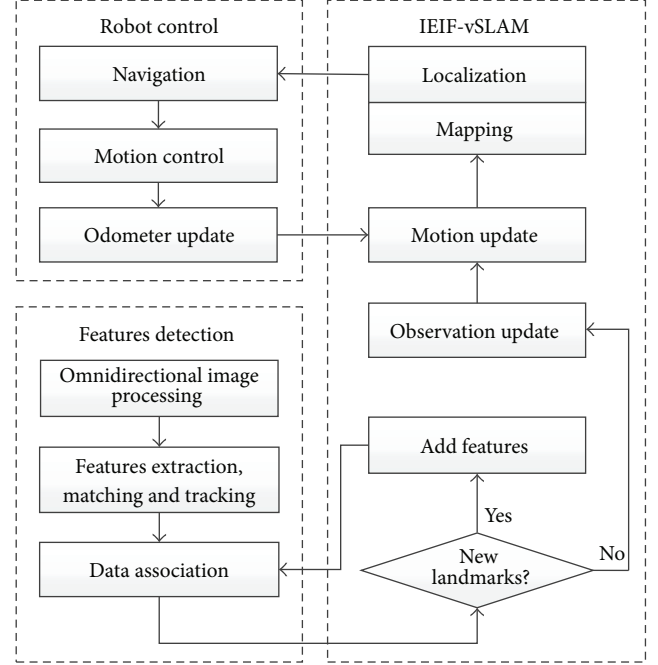 Robot control
Navigation
Motion control
Odometer update
Features detection
Omnidirectional image
processing
Features extraction,
matching and tracking
Data association
IEIF-vSLAM
Localization
Mapping
Motion update
Observation update
Add features
Yes
New
landmarks?
No